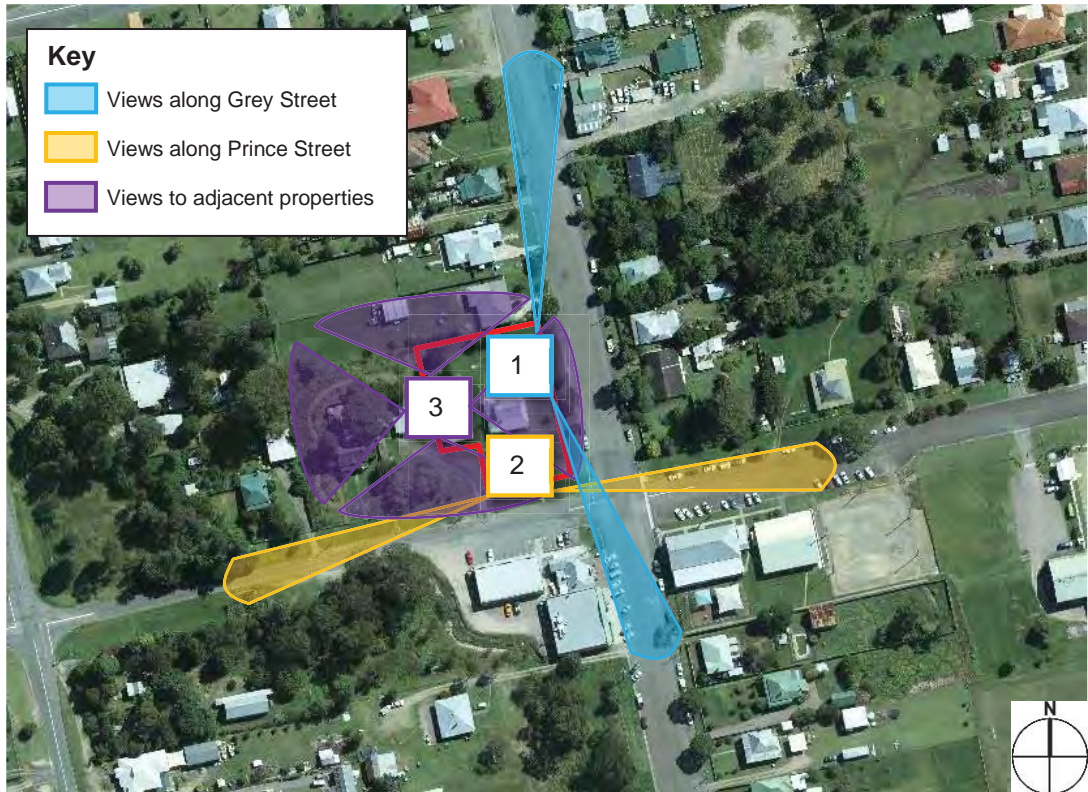 Key
Views along Grey Street
Views along Prince Street
Views to adjacent properties
1
3
2
N